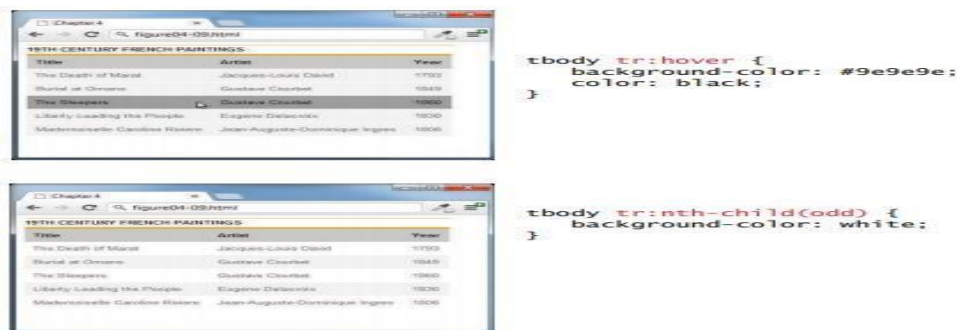 Chapter 4
figure04-09.html
19TH CENTURY FRENCH PAINTINGS
Title Artist Year
The Death of Marat Jacques-Louis David 1793
Burial at Ornans Gustave Courbet 1849
The Sleepers Gustave Courbet
Liberty Leading the People Eugene Delacroix 1830
Mademoiselle Caroline Riviere Jean-Auguste-Dominique Ingres 1806
tbody tr:hover {
background-color: #9e9e9e;
color: black;
}
Chapter 4
figure04-09.html
19TH CENTURY FRENCH PAINTINGS
Title Artist Year
The Death of Marat Jacques-Louis David 1793
Burial at Ornans Gustave Courbet 1849
The Sleepers Gustave Courbet
Liberty Leading the People Eugene Delacroix 1830
Mademoiselle Caroline Riviere Jean-Auguste-Dominique Ingres 1806
tbody tr:nth-child(odd) {
background-color: white;
}